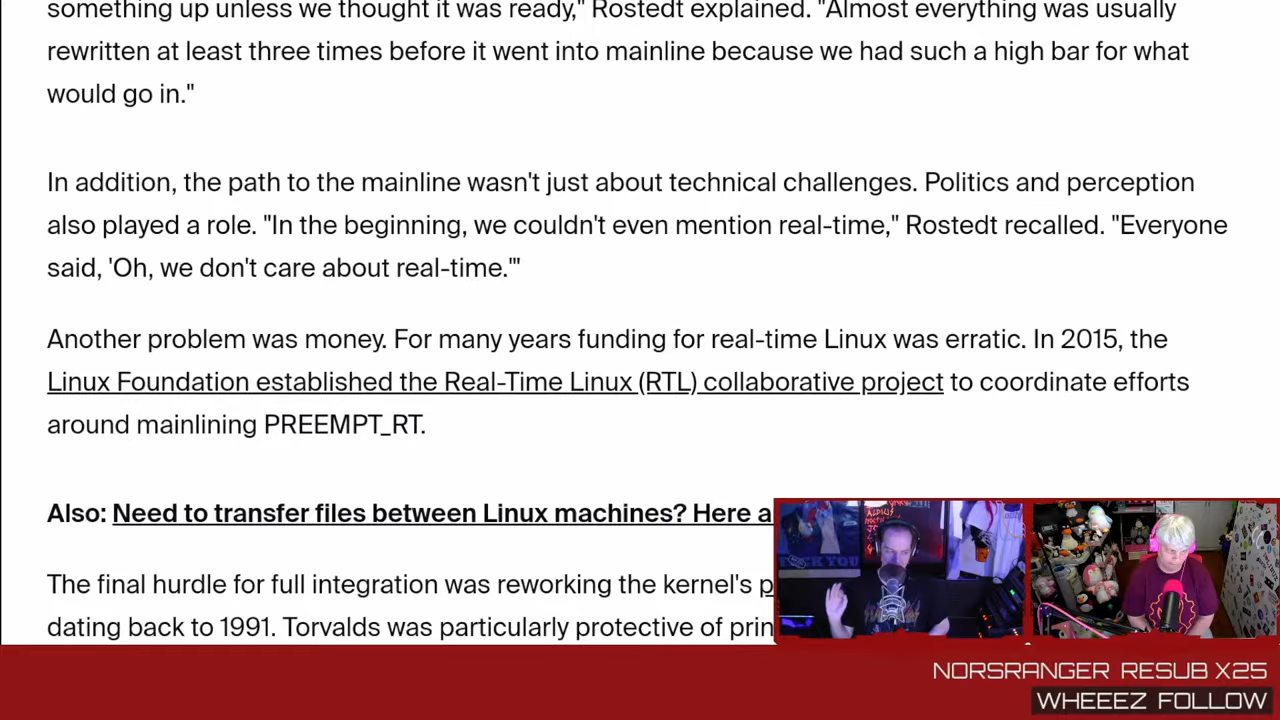 something up unless we thought it was ready," Rostedt explained. "Almost everything was usually
rewritten at least three times before it went into mainline because we had such a high bar for what
would go in."
In addition, the path to the mainline wasn't just about technical challenges. Politics and perception
also played a role. "In the beginning, we couldn't even mention real-time," Rostedt recalled. "Everyone
said, 'Oh, we don't care about real-time.'"
Another problem was money. For many years funding for real-time Linux was erratic. In 2015, the
Linux Foundation established the Real-Time Linux (RTL) collaborative project to coordinate efforts
around mainlining PREEMPT_RT.
Also: Need to transfer files between Linux machines? Here a
The final hurdle for full integration was reworking the kernel's p
dating back to 1991. Torvalds was particularly protective of prin
NORSRANGER RESUB X25
WHEEEZ FOLLOW